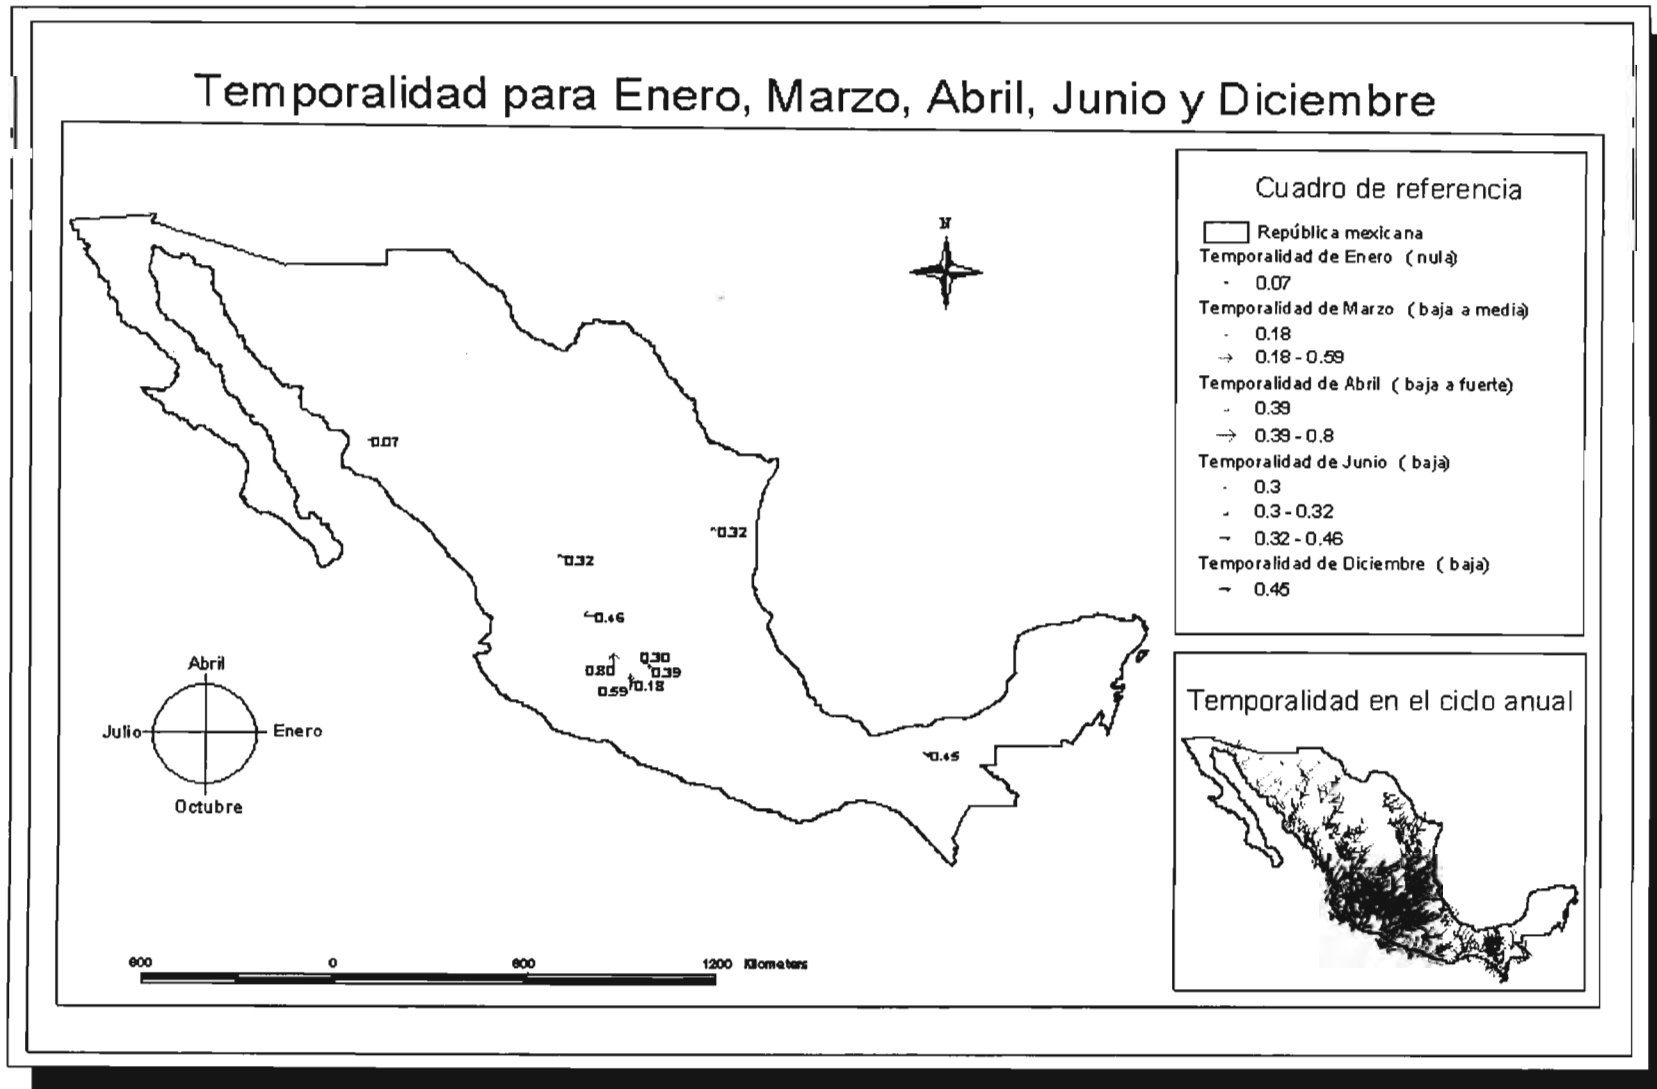 Temporalidad para Enero, Marzo, Abril, Junio y Diciembre
Cuadro de referencia
República mexicana
Temporalidad de Enero ( nula)
0.07
Temporalidad de Marzo ( baja a media)
0.18
0.18 - 0.59
Temporalidad de Abril ( baja a fuerte)
0.39
0.39 - 0.8
Temporalidad de Junio ( baja)
0.3
0.3 - 0.32
0.32 - 0.46
Temporalidad de Diciembre ( baja)
0.45
N
0.07
0.32
0.32
0.46
0.30
0.80
0.39
0.59
0.18
0.45
Abril
Julio
Enero
Octubre
600 0 600 1200 Kilometers
Temporalidad en el ciclo anual